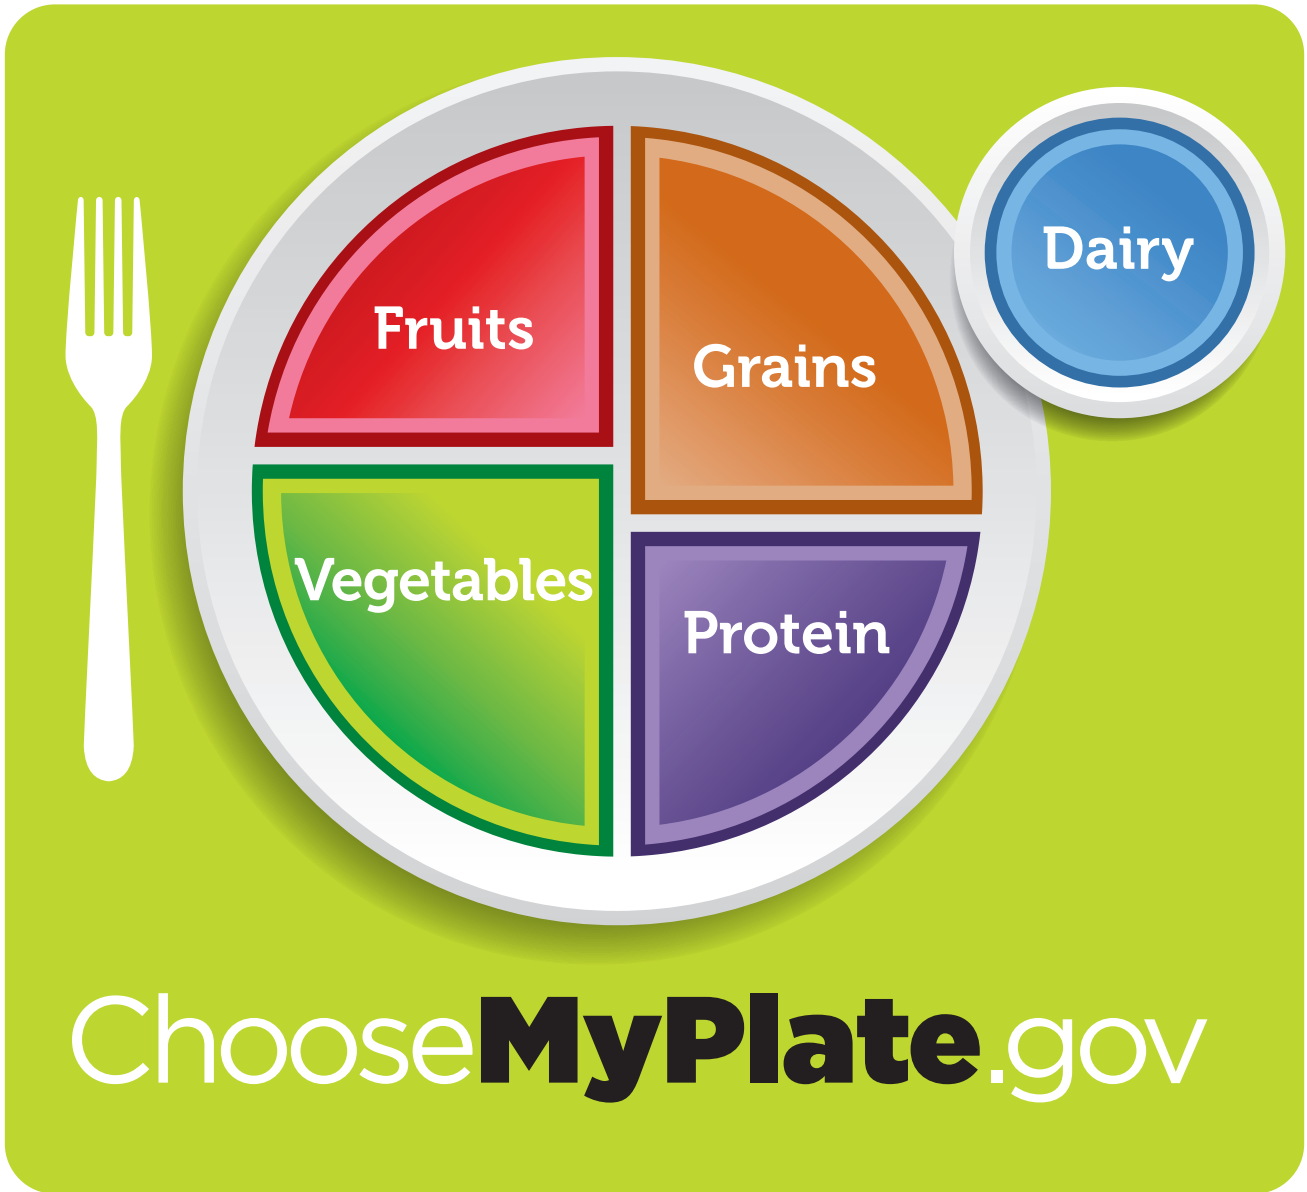 Fruits
Grains
Dairy
Vegetables
Protein
ChooseMyPlate.gov